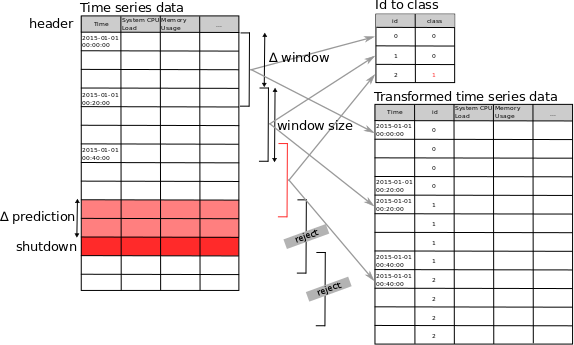 Time series data
header
Time
System CPU
Load
Memory
Usage
...
2015-01-01
00:00:00
2015-01-01
00:20:00
2015-01-01
00:40:00
Δ prediction
shutdown
Δ window
window size
reject
reject
Id to class
id
class
0
0
1
0
2
1
Transformed time series data
Time
id
System CPU
Load
Memory
Usage
...
2015-01-01
00:00:00
0
0
0
2015-01-01
00:20:00
0
2015-01-01
00:20:00
1
1
1
2015-01-01
00:40:00
1
2015-01-01
00:40:00
2
2
2
2